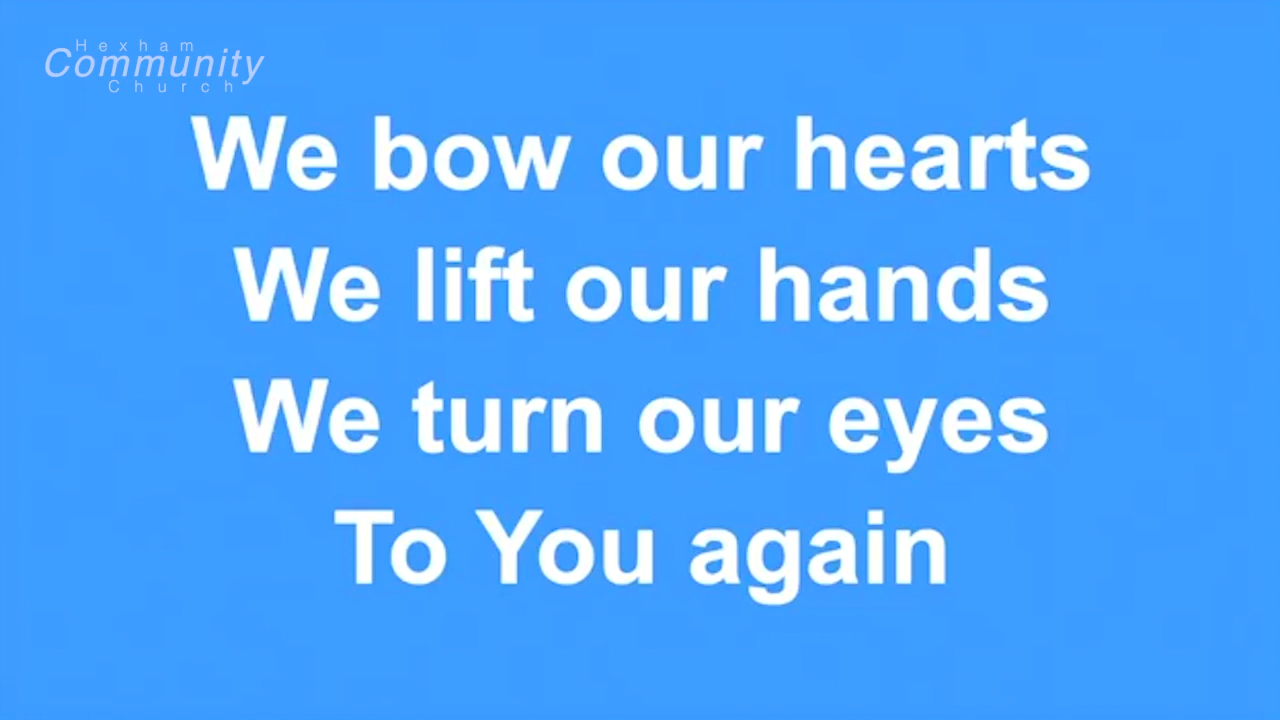 Hexham
Community
Church
We bow our hearts
We lift our hands
We turn our eyes
To You again